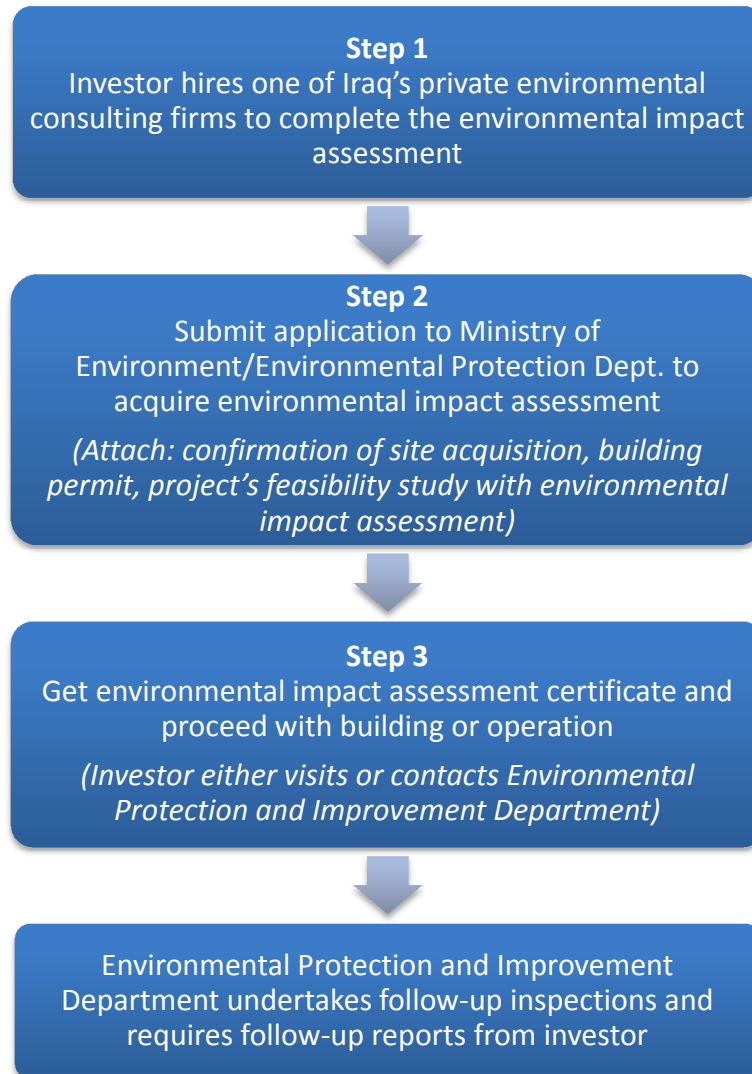 Step 1
Investor hires one of Iraq's private environmental
consulting firms to complete the environmental impact
assessment
Step 2
Submit application to Ministry of
Environment/Environmental Protection Dept. to
acquire environmental impact assessment
(Attach: confirmation of site acquisition, building
permit, project's feasibility study with environmental
impact assessment)
Step 3
Get environmental impact assessment certificate and
proceed with building or operation
(Investor either visits or contacts Environmental
Protection and Improvement Department)
Environmental Protection and Improvement
Department undertakes follow-up inspections and
requires follow-up reports from investor